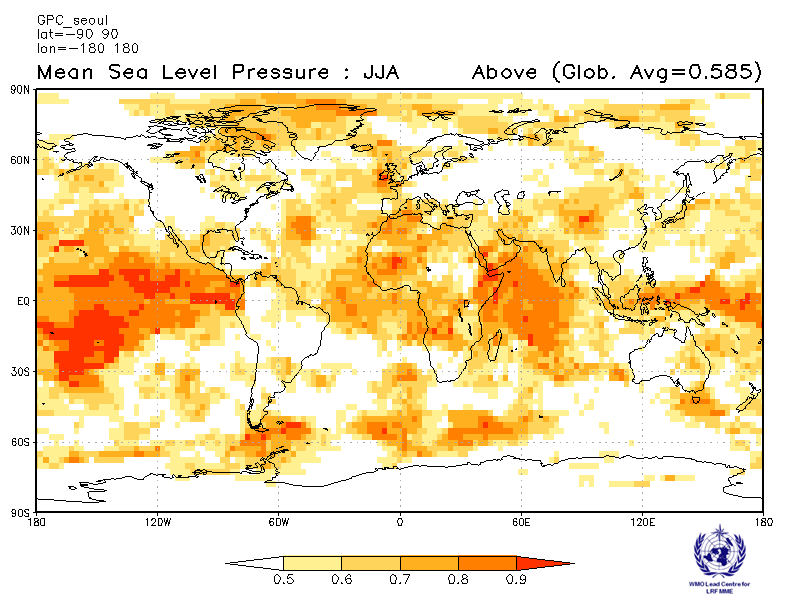 GPC_seoul
lat=-90 90
lon=-180 180
Mean Sea Level Pressure : JJA Above (Glob. Avg=0.585)
90N
60N
30N
EQ
30S
60S
90S
180 120W 60W 0 60E 120E 180
0.5 0.6 0.7 0.8 0.9
WMO Lead Centre for
LRF MME